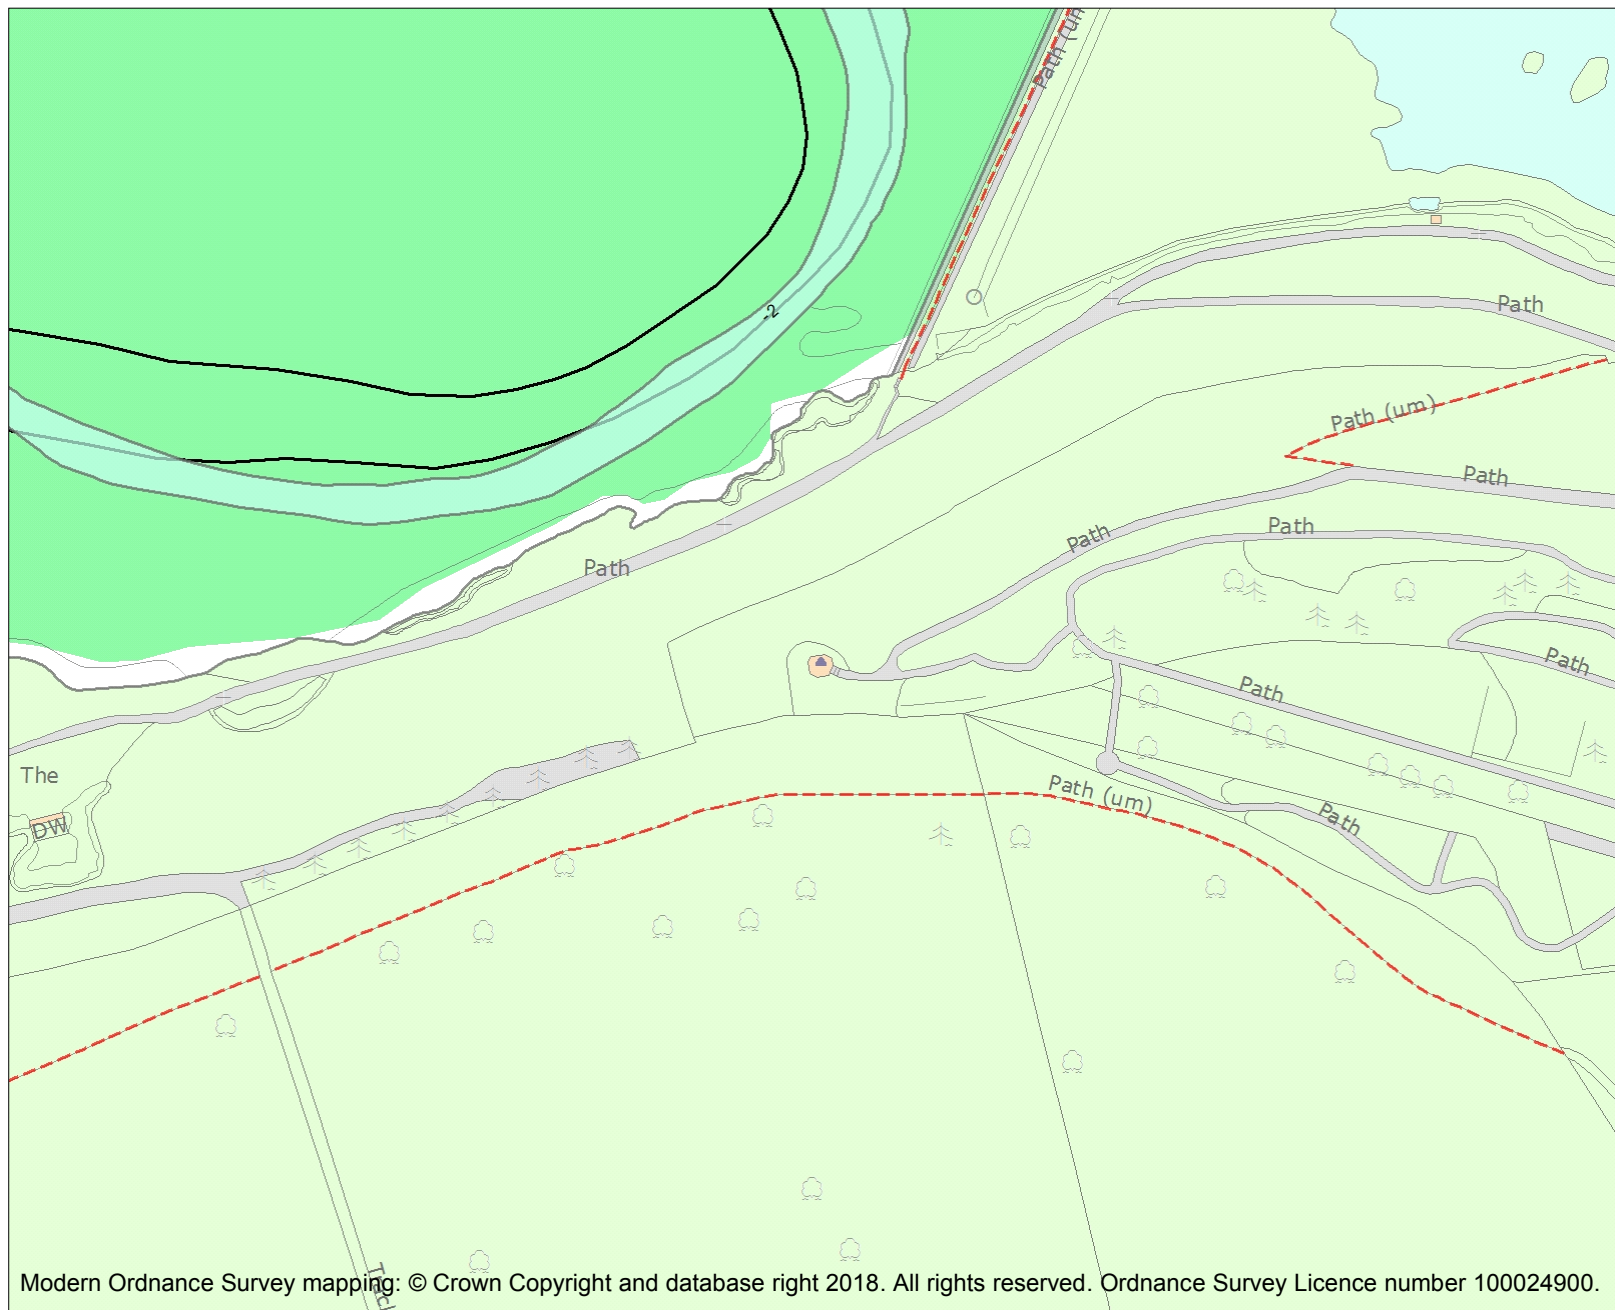 Path (um
-2
Path
Path (um)
Path
Path
Path
Path
Path
Path
The
DW
Path (um)
Path
Track
Modern Ordnance Survey mapping: © Crown Copyright and database right 2018. All rights reserved. Ordnance Survey Licence number 100024900.